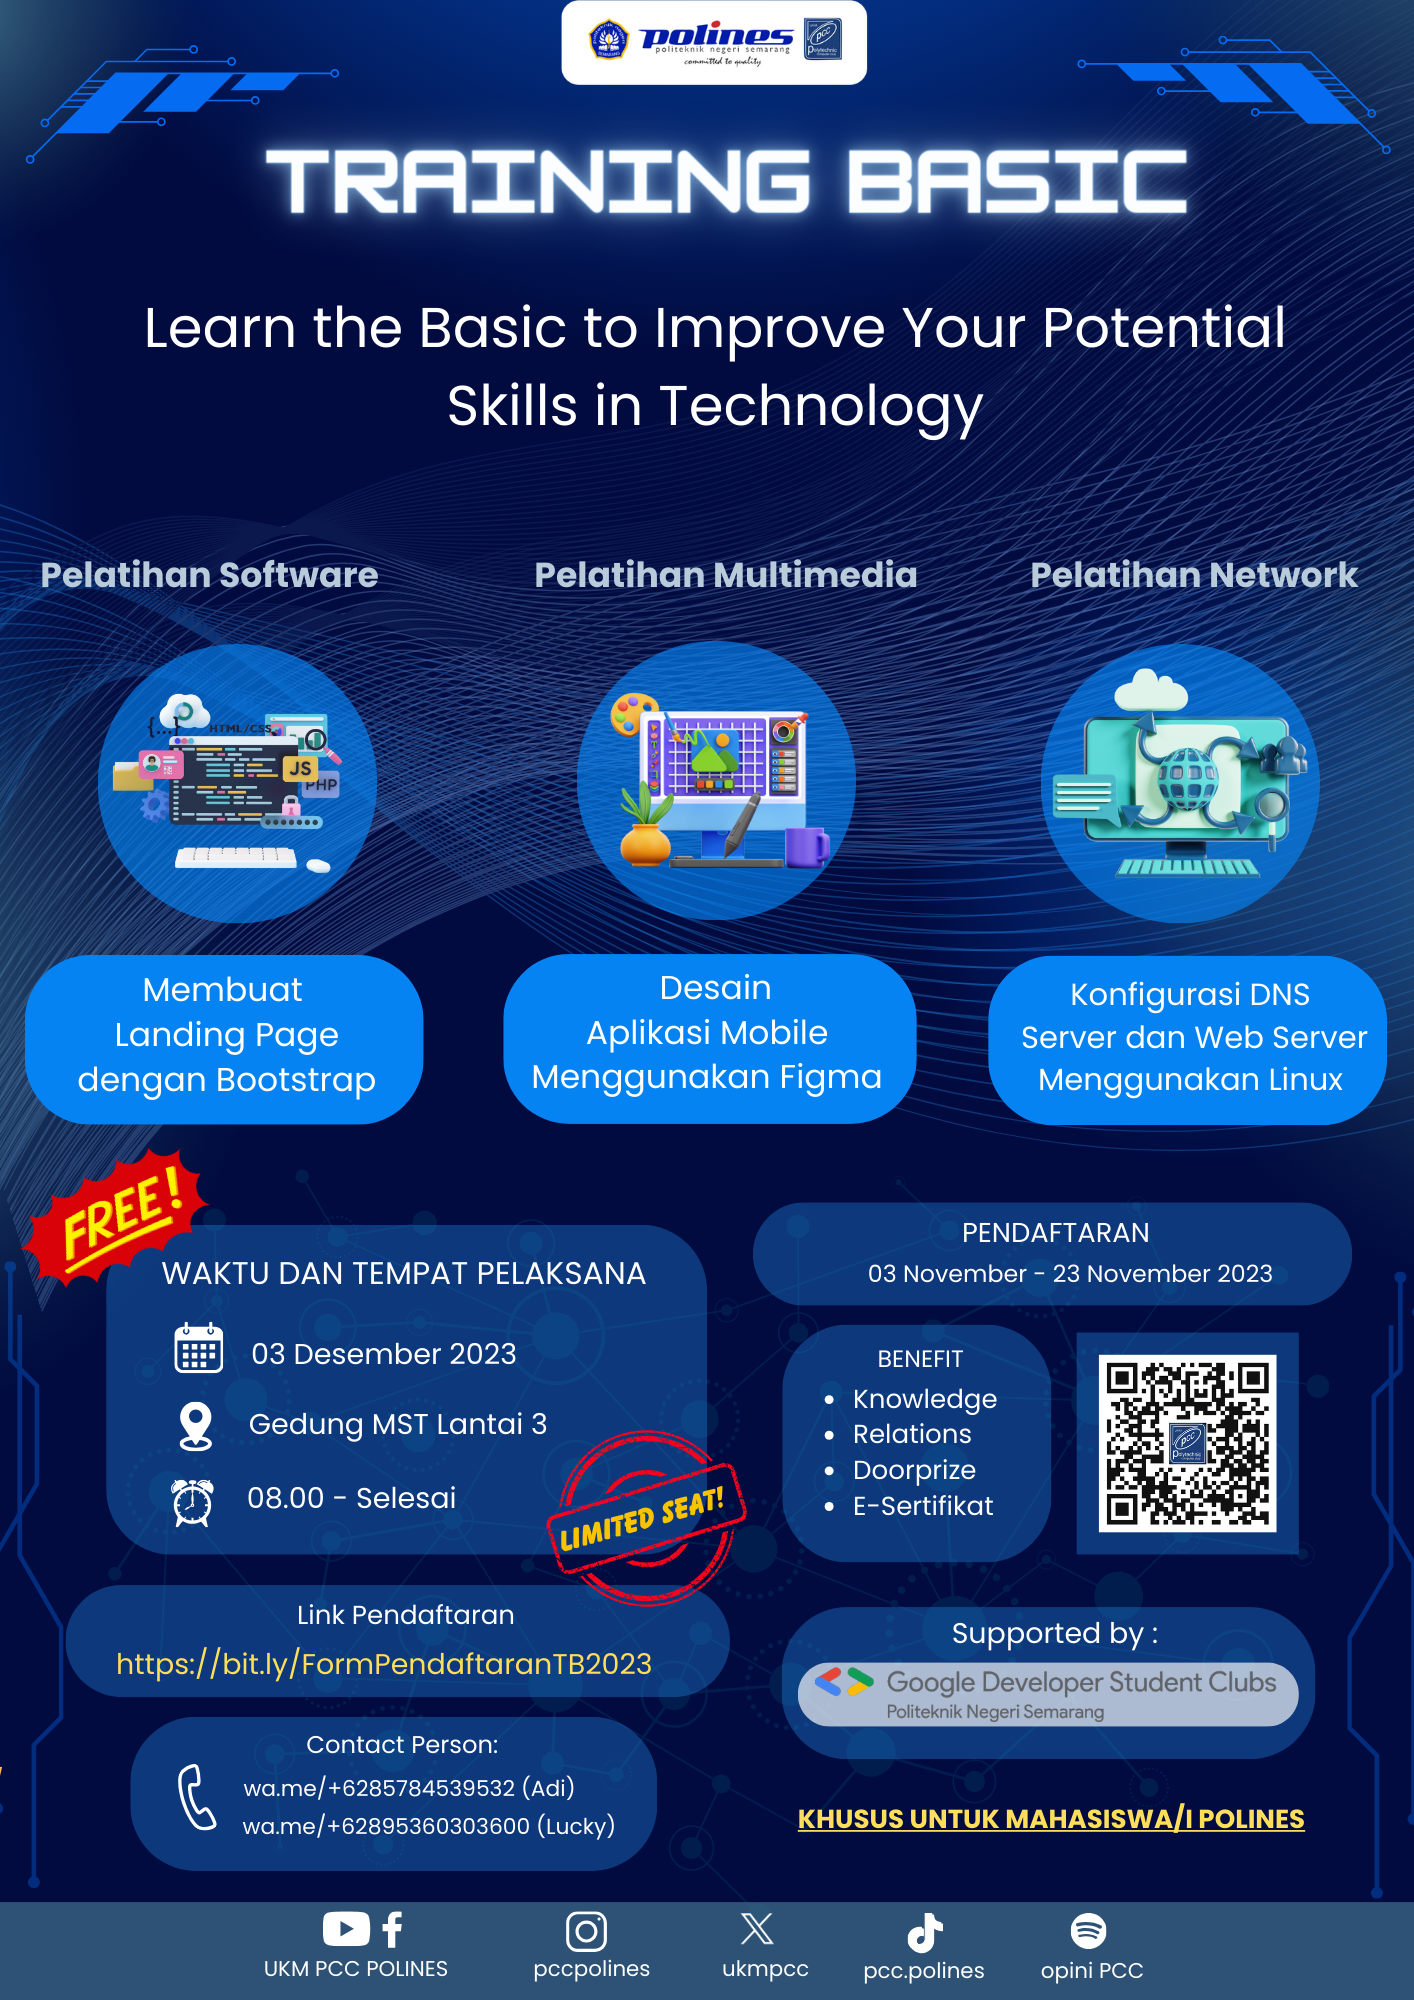 polines
politeknik negeri semarang
committed to quality
pcc
Polytechnic
TRAINING BASIC
Learn the Basic to Improve Your Potential
Skills in Technology
Pelatihan Software
Pelatihan Multimedia
Pelatihan Network
{...}
HTML/CSS
JS
PHP
Membuat
Landing Page
dengan Bootstrap
Desain
Aplikasi Mobile
Menggunakan Figma
Konfigurasi DNS
Server dan Web Server
Menggunakan Linux
FREE!
WAKTU DAN TEMPAT PELAKSANA
03 Desember 2023
Gedung MST Lantai 3
08.00 - Selesai
LIMITED SEAT!
PENDAFTARAN
03 November - 23 November 2023
BENEFIT
• Knowledge
• Relations
• Doorprize
• E-Sertifikat
pcc
Polytechnic
Link Pendaftaran
https://bit.ly/FormPendaftaranTB2023
Supported by :
Google Developer Student Clubs
Politeknik Negeri Semarang
Contact Person:
wa.me/+6285784539532 (Adi)
wa.me/+62895360303600 (Lucky)
KHUSUS UNTUK MAHASISWA/I POLINES
UKM PCC POLINES
pccpolines
ukmpcc
pcc.polines
opini PCC